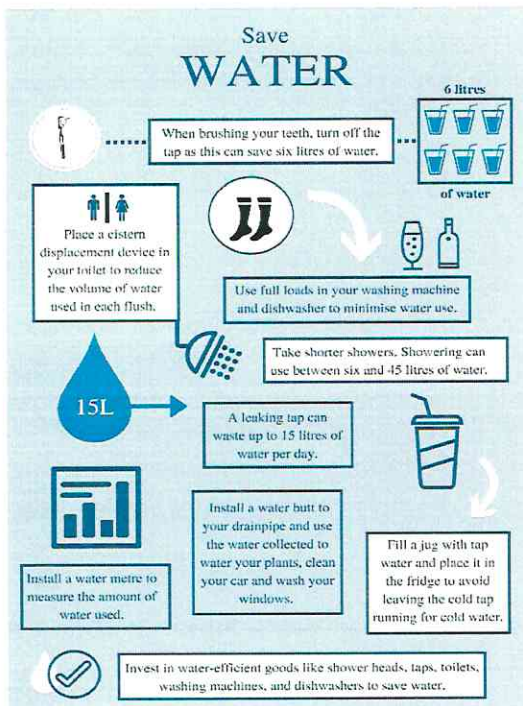 Save
WATER
6 litres
When brushing your teeth, turn off the
tap as this can save six litres of water.
of water
Place a cistern
displacement device in
your toilet to reduce
the volume of water
used in each flush.
Use full loads in your washing machine
and dishwasher to minimise water use.
Take shorter showers. Showering can
use between six and 45 litres of water.
15L
A leaking tap can
waste up to 15 litres of
water per day.
Install a water butt to
your drainpipe and use
the water collected to
water your plants, clean
your car and wash your
windows.
Install a water metre to
measure the amount of
water used.
Fill a jug with tap
water and place it in
the fridge to avoid
leaving the cold tap
running for cold water.
Invest in water-efficient goods like shower heads, taps, toilets,
washing machines, and dishwashers to save water.